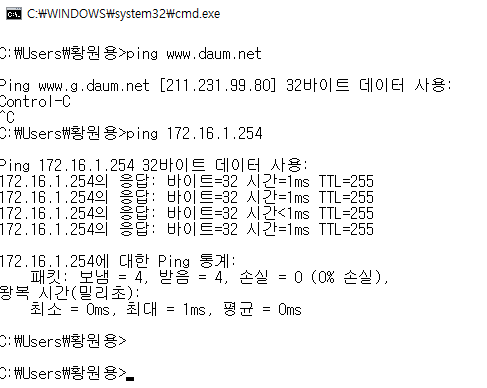 C:\WINDOWS\system32\cmd.exe
C:\Users\황원용>ping www.daum.net
Ping www.g.daum.net [211.231.99.80] 32바이트 데이터 사용:
Control-C
^C
C:\Users\황원용>ping 172.16.1.254
Ping 172.16.1.254 32바이트 데이터 사용:
172.16.1.254의 응답: 바이트=32 시간=1ms TTL=255
172.16.1.254의 응답: 바이트=32 시간=1ms TTL=255
172.16.1.254의 응답: 바이트=32 시간<1ms TTL=255
172.16.1.254의 응답: 바이트=32 시간=1ms TTL=255
172.16.1.254에 대한 Ping 통계:
패킷: 보냄 = 4, 받음 = 4, 손실 = 0 (0% 손실),
왕복 시간(밀리초):
최소 = 0ms, 최대 = 1ms, 평균 = 0ms
C:\Users\황원용>
C:\Users\황원용>